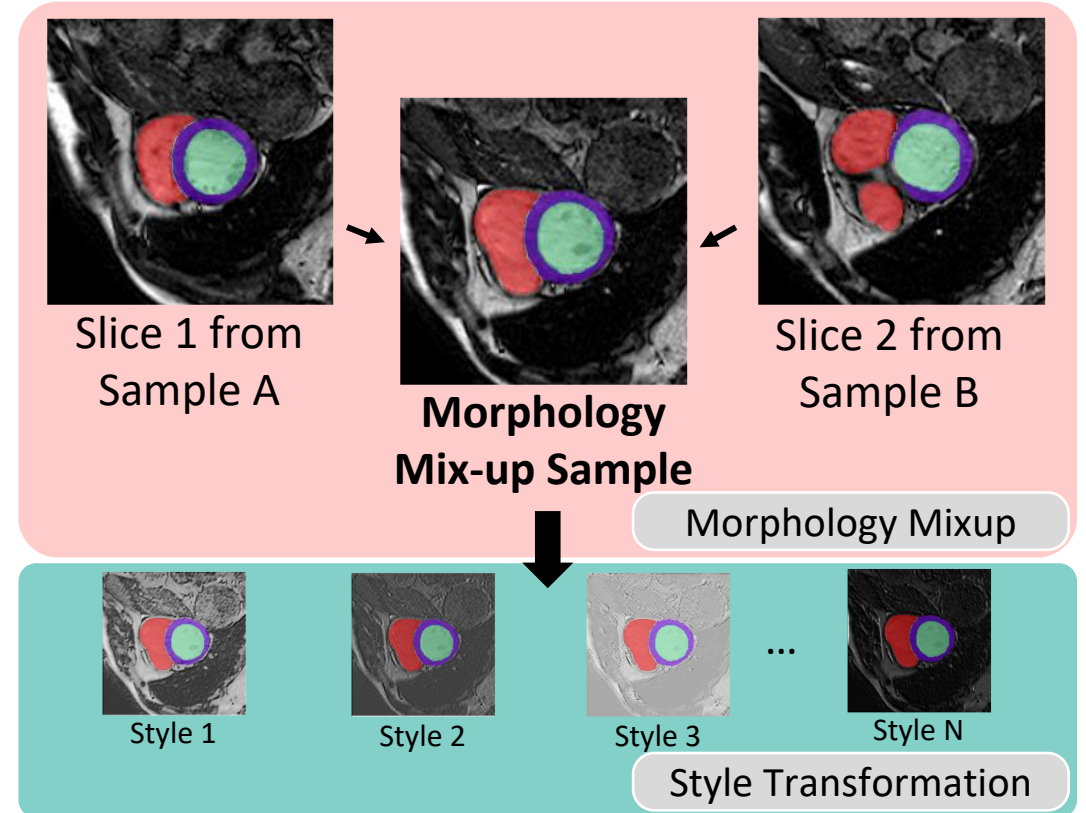 Slice 1 from
Sample A
Slice 2 from
Sample B
Morphology
Mix-up Sample
Morphology Mixup
Style 1
Style 2
Style 3
...
Style N
Style Transformation